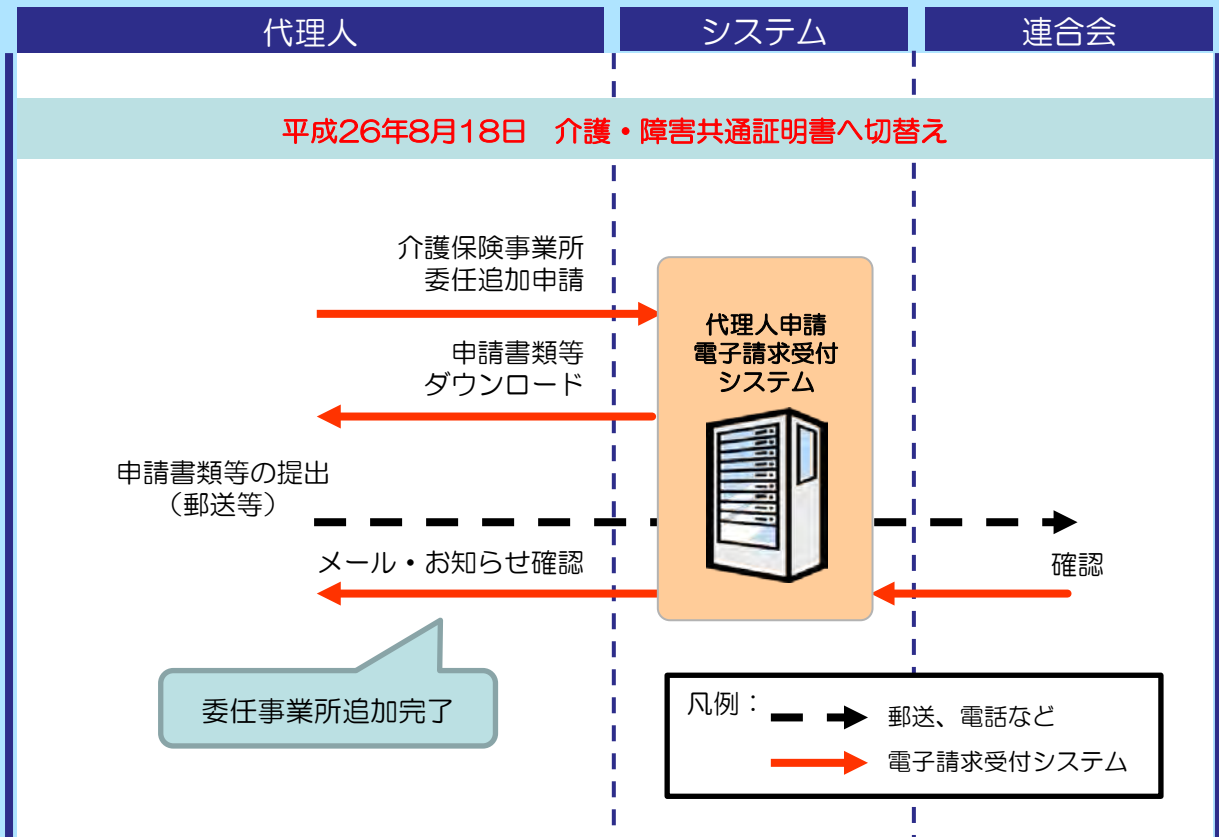 代理人
システム
連合会
平成26年8月18日　介護・障害共通証明書へ切替え
介護保険事業所
委任追加申請
代理人申請
電子請求受付
システム
申請書類等
ダウンロード
申請書類等の提出
（郵送等）
メール・お知らせ確認
確認
委任事業所追加完了
凡例：
郵送、電話など
電子請求受付システム